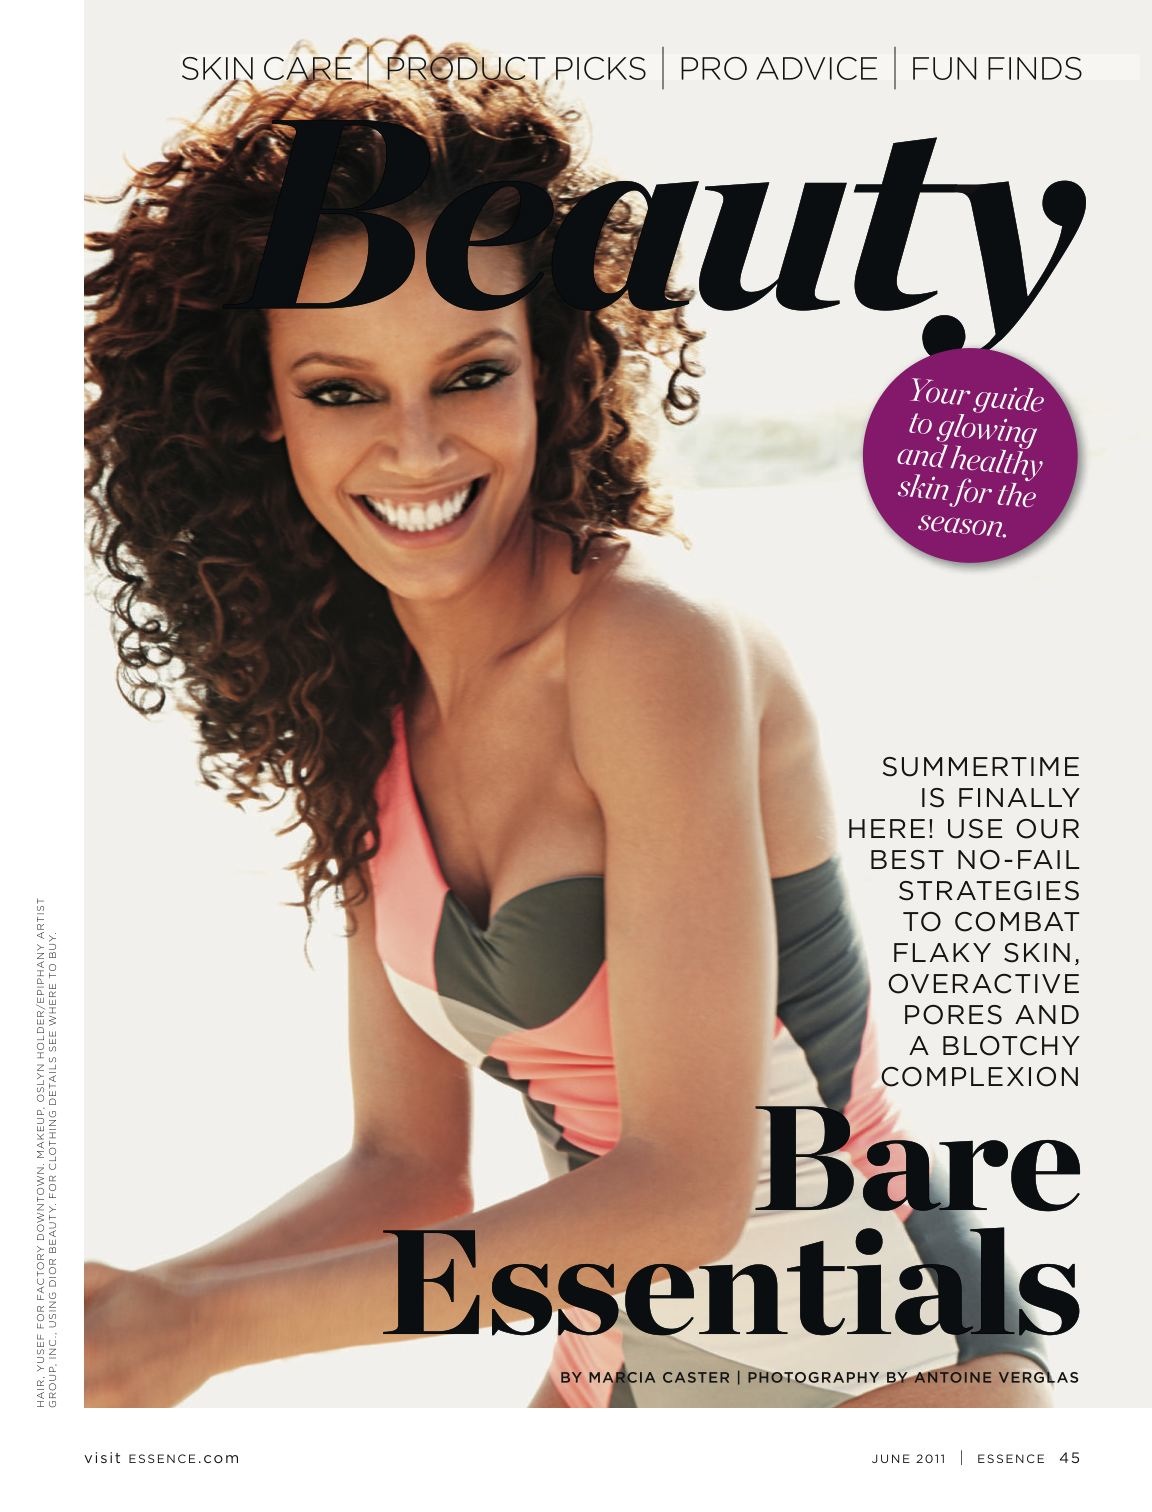 SKIN CARE | PRODUCT PICKS | PRO ADVICE | FUN FINDS
Beauty
Your guide
to glowing
and healthy
skin for the
season.
SUMMERTIME
IS FINALLY
HERE! USE OUR
BEST NO-FAIL
STRATEGIES
TO COMBAT
FLAKY SKIN,
OVERACTIVE
PORES AND
A BLOTCHY
COMPLEXION
Bare
Essentials
BY MARCIA CASTER | PHOTOGRAPHY BY ANTOINE VERGLAS
HAIR, YUSEF FOR FACTORY DOWNTOWN. MAKEUP, OSLYN HOLDER/EPIPHANY ARTIST
GROUP, INC., USING DIOR BEAUTY. FOR CLOTHING DETAILS SEE WHERE TO BUY.
visit ESSENCE.com
JUNE 2011 | ESSENCE 45